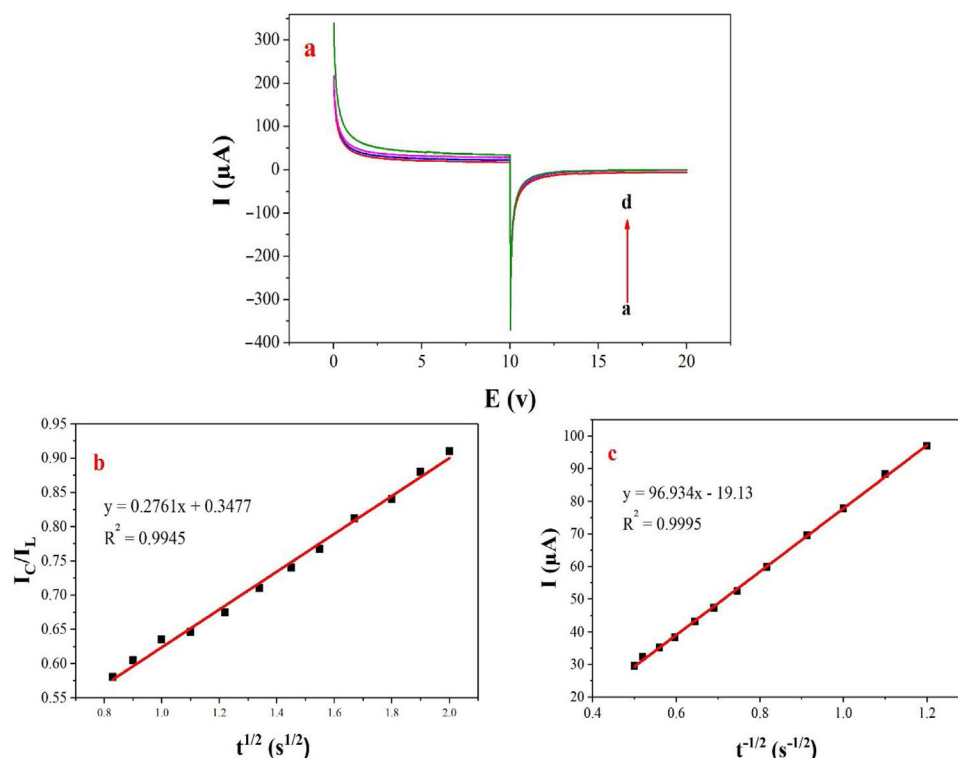 a
I (µA)
300
200
100
0
−100
−200
−300
−400
d
a
0
5
10
15
20
E (v)
b
y = 0.2761x + 0.3477
R² = 0.9945
I_C/I_L
0.95
0.90
0.85
0.80
0.75
0.70
0.65
0.60
0.55
0.8
1.0
1.2
1.4
1.6
1.8
2.0
t^1/2 (s^1/2)
c
y = 96.934x - 19.13
R² = 0.9995
I (µA)
100
90
80
70
60
50
40
30
20
0.4
0.6
0.8
1.0
1.2
t^-1/2 (s^-1/2)